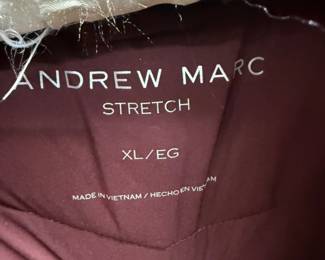 ANDREW MARC
STRETCH
XL/EG
MADE IN VIETNAM / HECHO EN VIETNAM